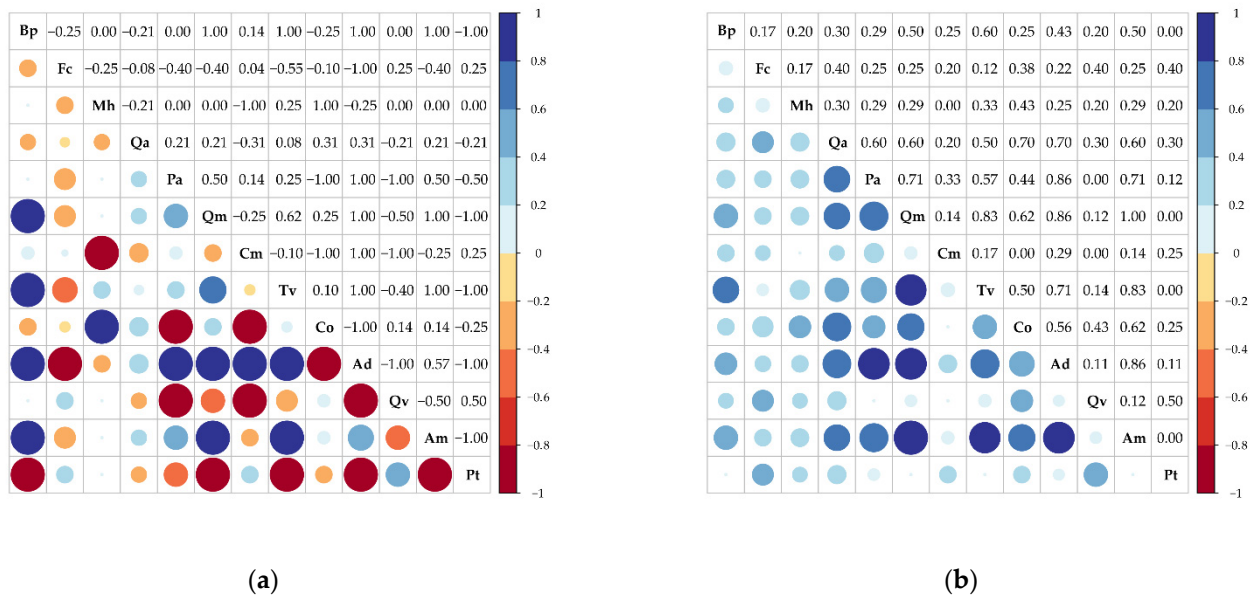 Bp −0.25 0.00 −0.21 0.00 1.00 0.14 1.00 −0.25 1.00 0.00 1.00 −1.00
Fc −0.25 −0.08 −0.40 −0.40 0.04 −0.55 −0.10 −1.00 0.25 −0.40 0.25
Mh −0.21 0.00 0.00 −1.00 0.25 1.00 −0.25 0.00 0.00 0.00
Qa 0.21 0.21 −0.31 0.08 0.31 0.31 −0.21 0.21 −0.21
Pa 0.50 0.14 0.25 −1.00 1.00 −1.00 0.50 −0.50
Qm −0.25 0.62 0.25 1.00 −0.50 1.00 −1.00
Cm −0.10 −1.00 1.00 −1.00 −0.25 0.25
Tv 0.10 1.00 −0.40 1.00 −1.00
Co −1.00 0.14 0.14 −0.25
Ad −1.00 0.57 −1.00
Qv −0.50 0.50
Am −1.00
Pt
1
0.8
0.6
0.4
0.2
0
−0.2
−0.4
−0.6
−0.8
−1
(a)
Bp 0.17 0.20 0.30 0.29 0.50 0.25 0.60 0.25 0.43 0.20 0.50 0.00
Fc 0.17 0.40 0.25 0.25 0.20 0.12 0.38 0.22 0.40 0.25 0.40
Mh 0.30 0.29 0.29 0.00 0.33 0.43 0.25 0.20 0.29 0.20
Qa 0.60 0.60 0.20 0.50 0.70 0.70 0.30 0.60 0.30
Pa 0.71 0.33 0.57 0.44 0.86 0.00 0.71 0.12
Qm 0.14 0.83 0.62 0.86 0.12 1.00 0.00
Cm 0.17 0.00 0.29 0.00 0.14 0.25
Tv 0.50 0.71 0.14 0.83 0.00
Co 0.56 0.43 0.62 0.25
Ad 0.11 0.86 0.11
Qv 0.12 0.50
Am 0.00
Pt
1
0.8
0.6
0.4
0.2
0
−0.2
−0.4
−0.6
−0.8
−1
(b)